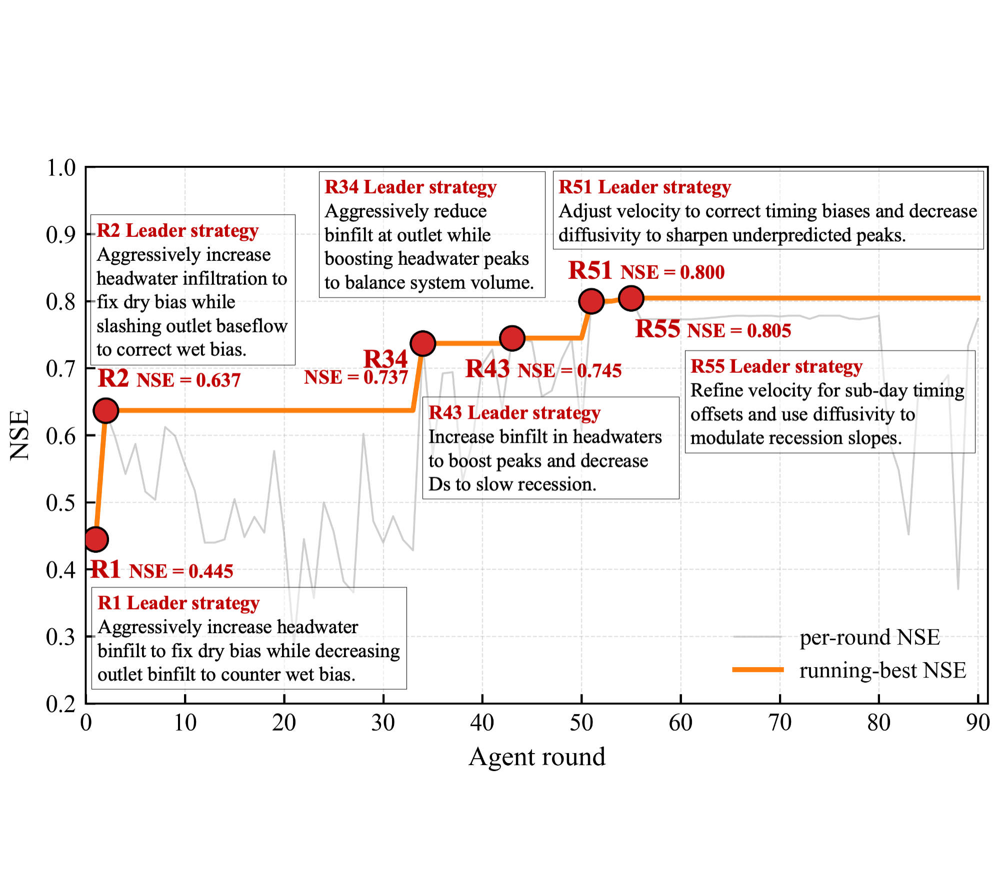 1.0
0.9
0.8
0.7
0.6
0.5
0.4
0.3
0.2
NSE
R2 Leader strategy
Aggressively increase
headwater infiltration to
fix dry bias while
slashing outlet baseflow
to correct wet bias.
R2 NSE = 0.637
R34 Leader strategy
Aggressively reduce
binfilt at outlet while
boosting headwater peaks
to balance system volume.
R34
NSE = 0.737
R51 Leader strategy
Adjust velocity to correct timing biases and decrease
diffusivity to sharpen underpredicted peaks.
R51 NSE = 0.800
R55 NSE = 0.805
R55 Leader strategy
Refine velocity for sub-day timing
offsets and use diffusivity to
modulate recession slopes.
R43 NSE = 0.745
R43 Leader strategy
Increase binfilt in headwaters
to boost peaks and decrease
Ds to slow recession.
R1 NSE = 0.445
R1 Leader strategy
Aggressively increase headwater
binfilt to fix dry bias while decreasing
outlet binfilt to counter wet bias.
per-round NSE
running-best NSE
0 10 20 30 40 50 60 70 80 90
Agent round